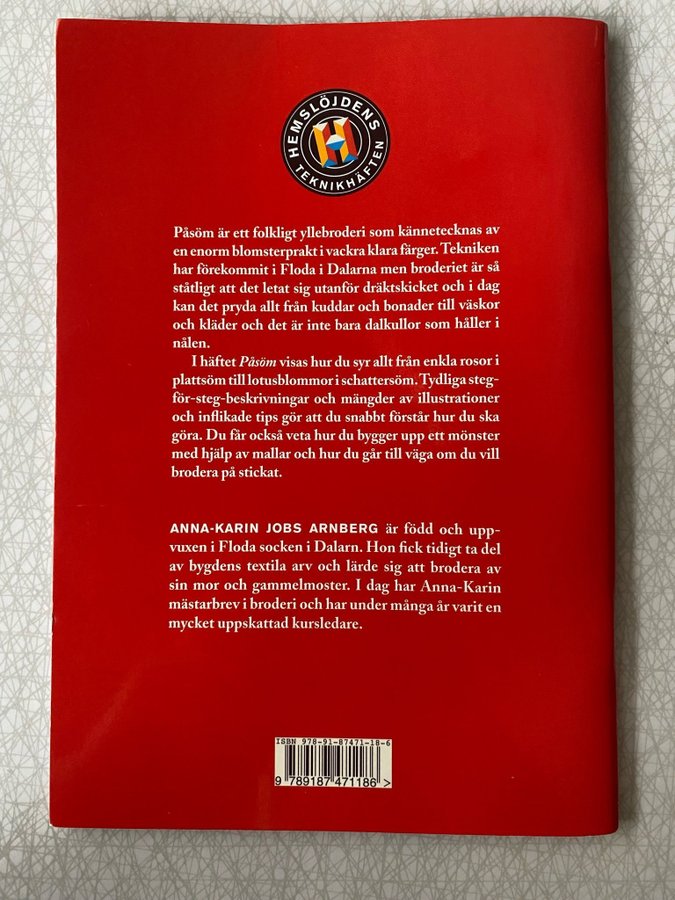 HEMSLÖJDENS
TEKNIKHÄFTEN
Påsöm är ett folkligt yllebroderi som kännetecknas av
en enorm blomsterprakt i vackra klara färger. Tekniken
har förekommit i Floda i Dalarna men broderiet är så
ståtligt att det letat sig utanför dräktskicket och i dag
kan det pryda allt från kuddar och bonader till väskor
och kläder och det är inte bara dalkullor som håller i
nålen.
I häftet Påsöm visas hur du syr allt från enkla rosor i
plattsöm till lotusblommor i schattersöm. Tydliga steg-
för-steg-beskrivningar och mängder av illustrationer
och inflikade tips gör att du snabbt förstår hur du ska
göra. Du får också veta hur du bygger upp ett mönster
med hjälp av mallar och hur du går till väga om du vill
brodera på stickat.
ANNA-KARIN JOBS ARNBERG är född och upp-
vuxen i Floda socken i Dalarn. Hon fick tidigt ta del
av bygdens textila arv och lärde sig att brodera av
sin mor och gammelmoster. I dag har Anna-Karin
mästarbrev i broderi och har under många år varit en
mycket uppskattad kursledare.
ISBN 978-91-87471-18-6
9 789187 471186 >